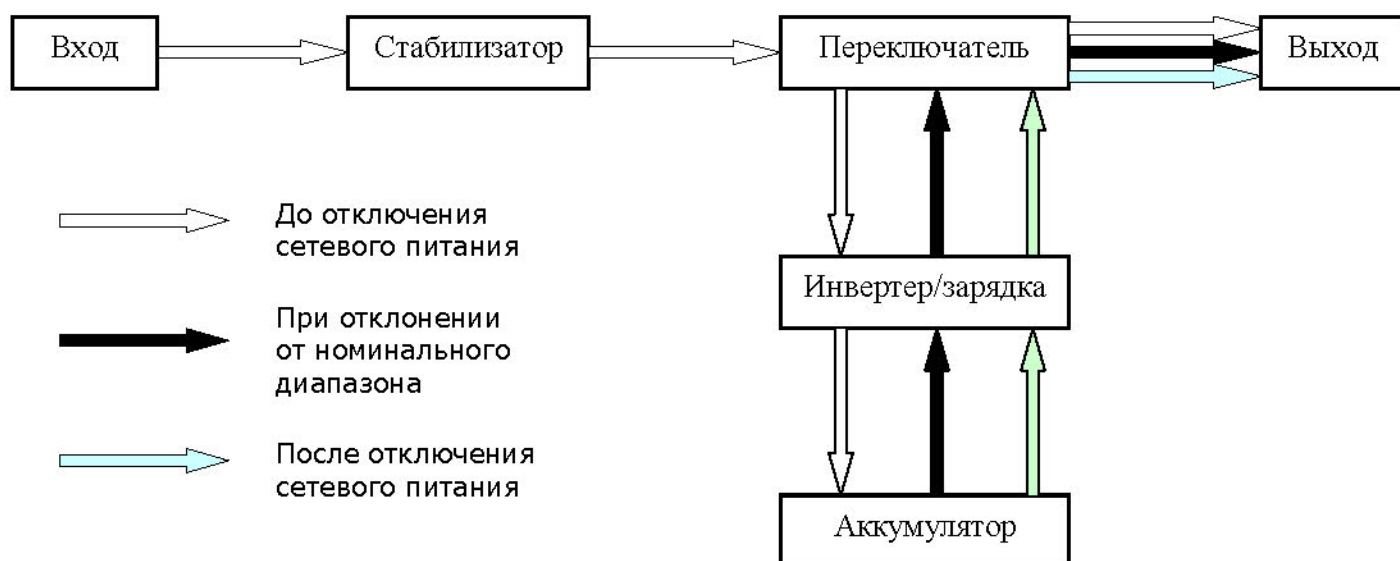 Вход
Стабилизатор
Переключатель
Выход
До отключения
сетевого питания
Инвертер/зарядка
При отклонении
от номинального
диапазона
После отключения
сетевого питания
Аккумулятор